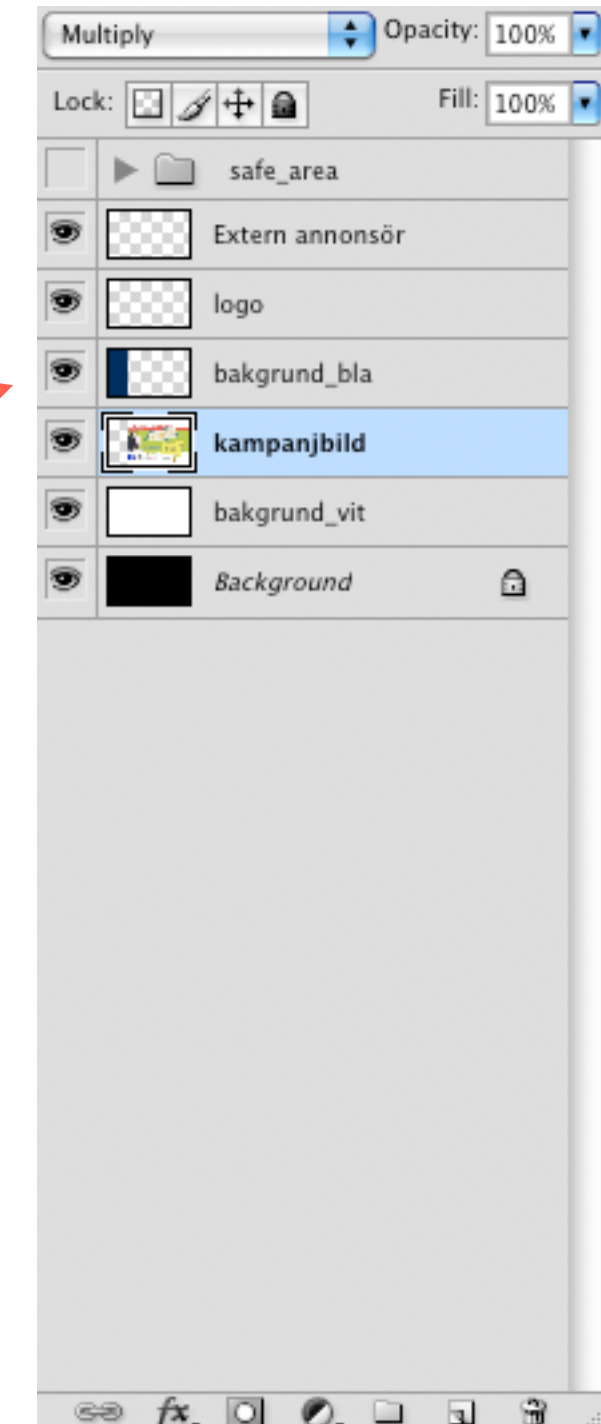 Multiply Opacity: 100%
Lock: Fill: 100%
safe_area
Extern annonsör
logo
bakgrund_bla
kampanjbild
bakgrund_vit
Background
fx.